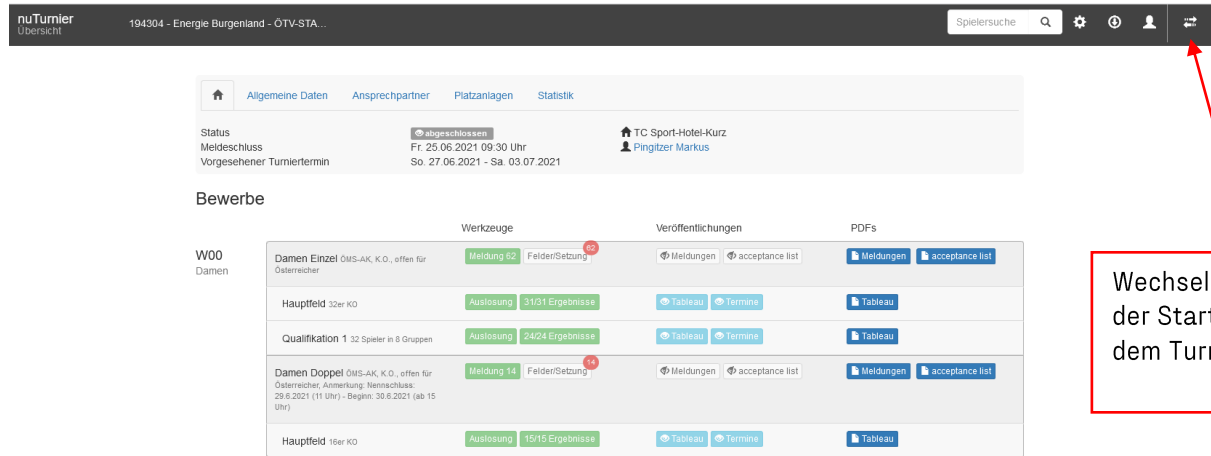 nuTurnier
Übersicht
194304 - Energie Burgenland - ÖTV-STA...
Spielersuche
Allgemeine Daten Ansprechpartner Platzanlagen Statistik
Status abgeschlossen TC Sport-Hotel-Kurz
Meldeschluss Fr. 25.06.2021 09:30 Uhr Pingitzer Markus
Vorgesehener Turniertermin So. 27.06.2021 - Sa. 03.07.2021
Bewerbe
Werkzeuge Veröffentlichungen PDFs
W00
Damen
Damen Einzel ÖMS-AK, K.O., offen für
Österreicher
Meldung 62 Felder/Setzung 62 Meldungen acceptance list Meldungen acceptance list
Hauptfeld 32er KO Auslosung 31/31 Ergebnisse Tableau Termine Tableau
Qualifikation 1 32 Spieler in 8 Gruppen Auslosung 24/24 Ergebnisse Tableau Termine Tableau
Damen Doppel ÖMS-AK, K.O., offen für
Österreicher, Anmerkung: Nennschluss:
29.6.2021 (11 Uhr) - Beginn: 30.6.2021 (ab 15
Uhr)
Meldung 14 Felder/Setzung 14 Meldungen acceptance list Meldungen acceptance list
Hauptfeld 16er KO Auslosung 15/15 Ergebnisse Tableau Termine Tableau
Wechsel
der Start
dem Turn